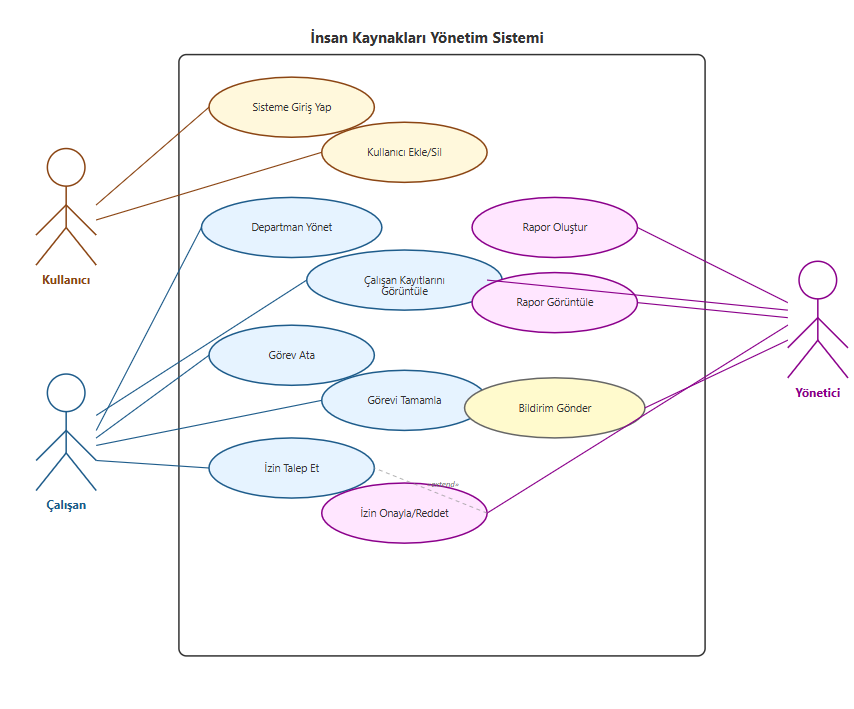 İnsan Kaynakları Yönetim Sistemi
Sisteme Giriş Yap
Kullanıcı Ekle/Sil
Kullanıcı
Departman Yönet
Rapor Oluştur
Çalışan Kayıtlarını
Görüntüle
Rapor Görüntüle
Yönetici
Görev Ata
Görevi Tamamla
Bildirim Gönder
Çalışan
İzin Talep Et
«extend»
İzin Onayla/Reddet